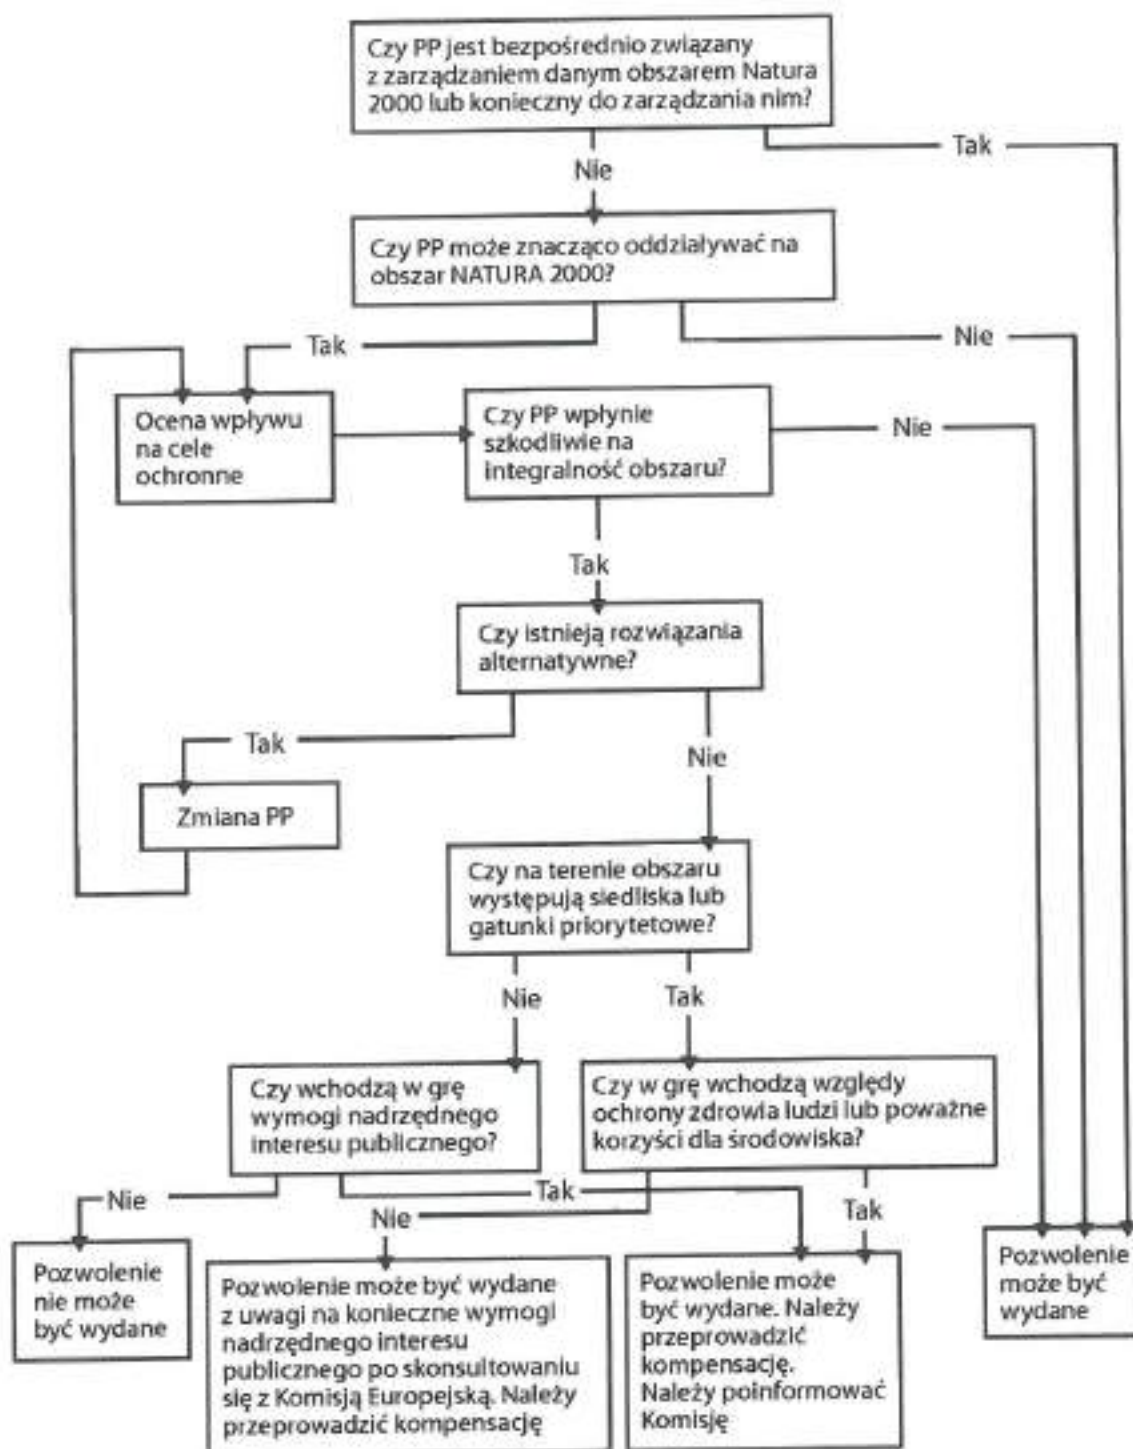 Czy PP jest bezpośrednio związany
z zarządzaniem danym obszarem Natura
2000 lub konieczny do zarządzania nim?
Tak
Nie
Czy PP może znacząco oddziaływać na
obszar NATURA 2000?
Tak
Nie
Ocena wpływu
na cele
ochronne
Czy PP wpłynie
szkodliwie na
integralność obszaru?
Nie
Tak
Czy istnieją rozwiązania
alternatywne?
Tak
Nie
Zmiana PP
Czy na terenie obszaru
występują siedliska lub
gatunki priorytetowe?
Nie
Tak
Czy wchodzą w grę
wymogi nadrzędnego
interesu publicznego?
Czy w grę wchodzą względy
ochrony zdrowia ludzi lub poważne
korzyści dla środowiska?
Nie
Tak
Nie
Tak
Pozwolenie
nie może
być wydane
Pozwolenie może być wydane
z uwagi na konieczne wymogi
nadrzędnego interesu
publicznego po skonsultowaniu
się z Komisją Europejską. Należy
przeprowadzić kompensację
Pozwolenie może
być wydane. Należy
przeprowadzić
kompensację.
Należy poinformować
Komisję
Pozwolenie
może być
wydane